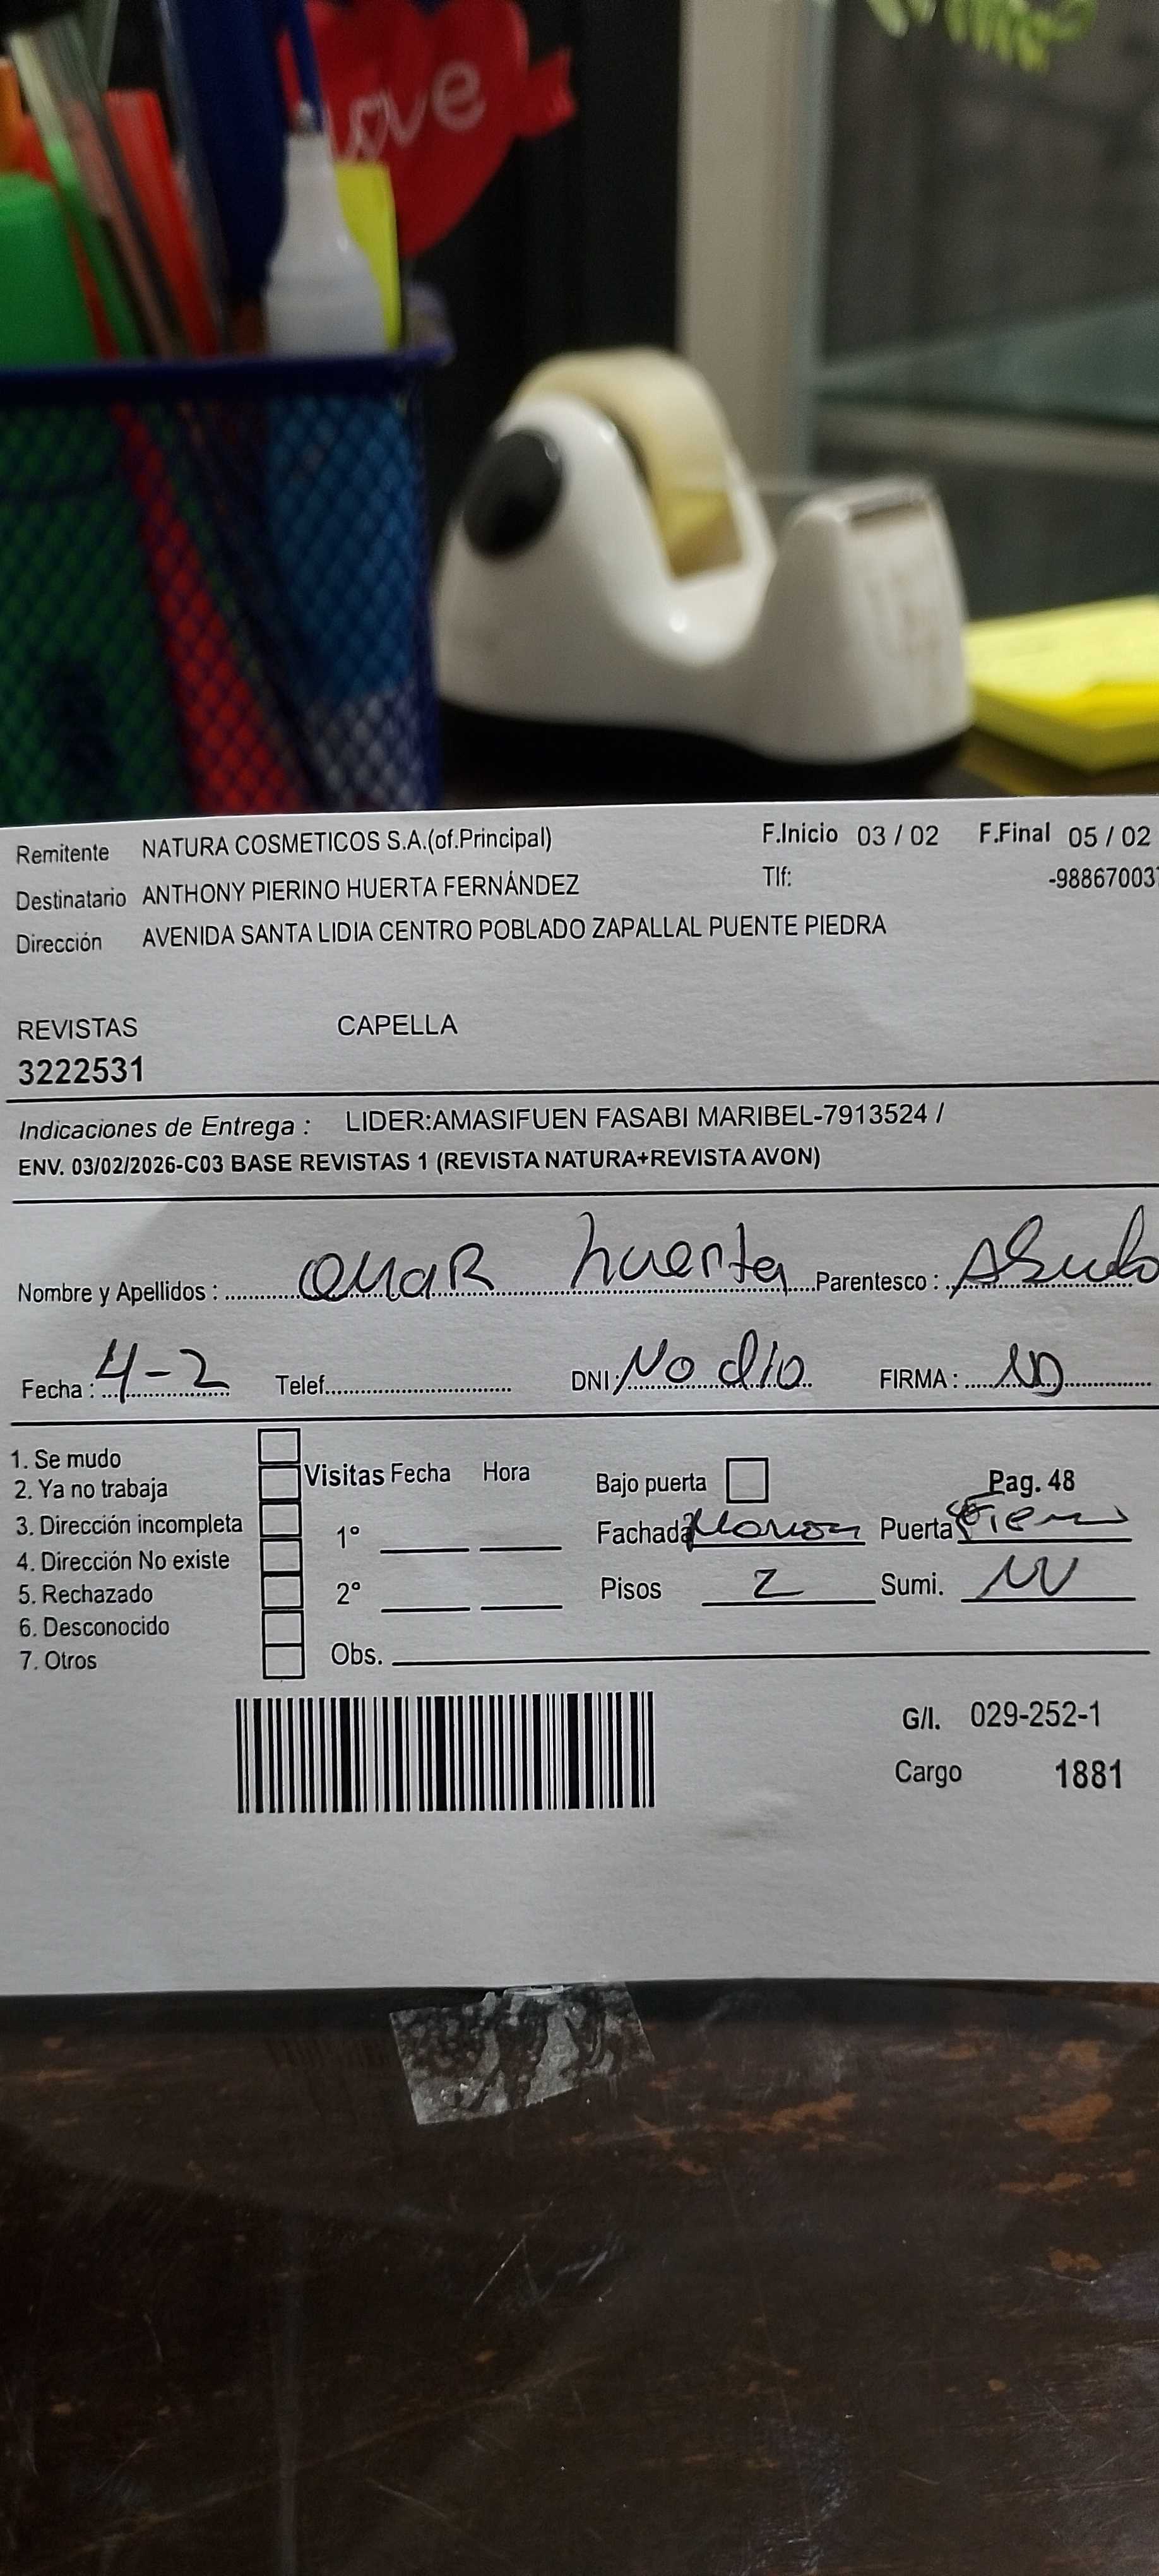 Love
Remitente NATURA COSMETICOS S.A.(of.Principal) F.Inicio 03 / 02 F.Final 05 / 02
Destinatario ANTHONY PIERINO HUERTA FERNÁNDEZ Tlf: -98867003
Dirección AVENIDA SANTA LIDIA CENTRO POBLADO ZAPALLAL PUENTE PIEDRA
REVISTAS CAPELLA
3222531
Indicaciones de Entrega : LIDER:AMASIFUEN FASABI MARIBEL-7913524 /
ENV. 03/02/2026-C03 BASE REVISTAS 1 (REVISTA NATURA+REVISTA AVON)
Nombre y Apellidos : OMAR huerta Parentesco :
Fecha : 4-2 Telef. DNI: No dio FIRMA : ND
1. Se mudo
2. Ya no trabaja Visitas Fecha Hora Bajo puerta Pag. 48
3. Dirección incompleta 1° Fachada Puerta
4. Dirección No existe
5. Rechazado 2° Pisos 2 Sumi.
6. Desconocido
7. Otros Obs.
G/I. 029-252-1
Cargo 1881